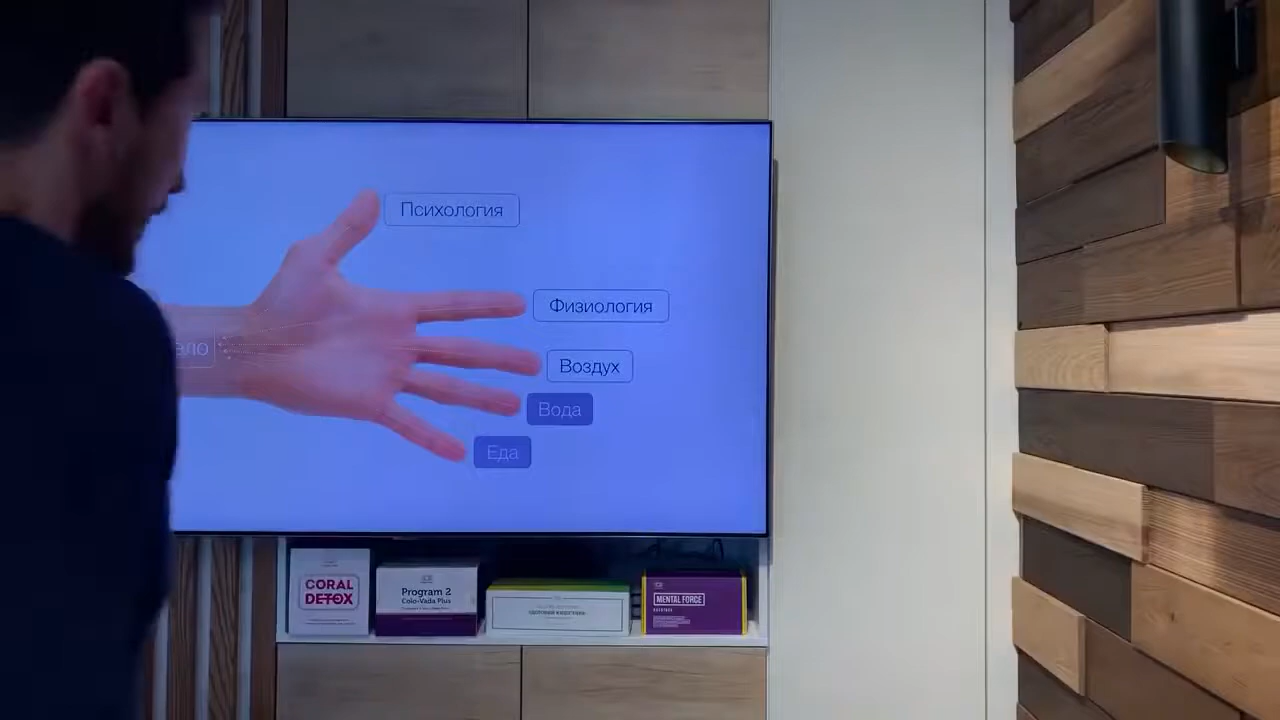 Психология
Физиология
Воздух
Вода
Еда
CORAL
DETOX
Program 2
Colo-Vada Plus
MENTAL FORCE